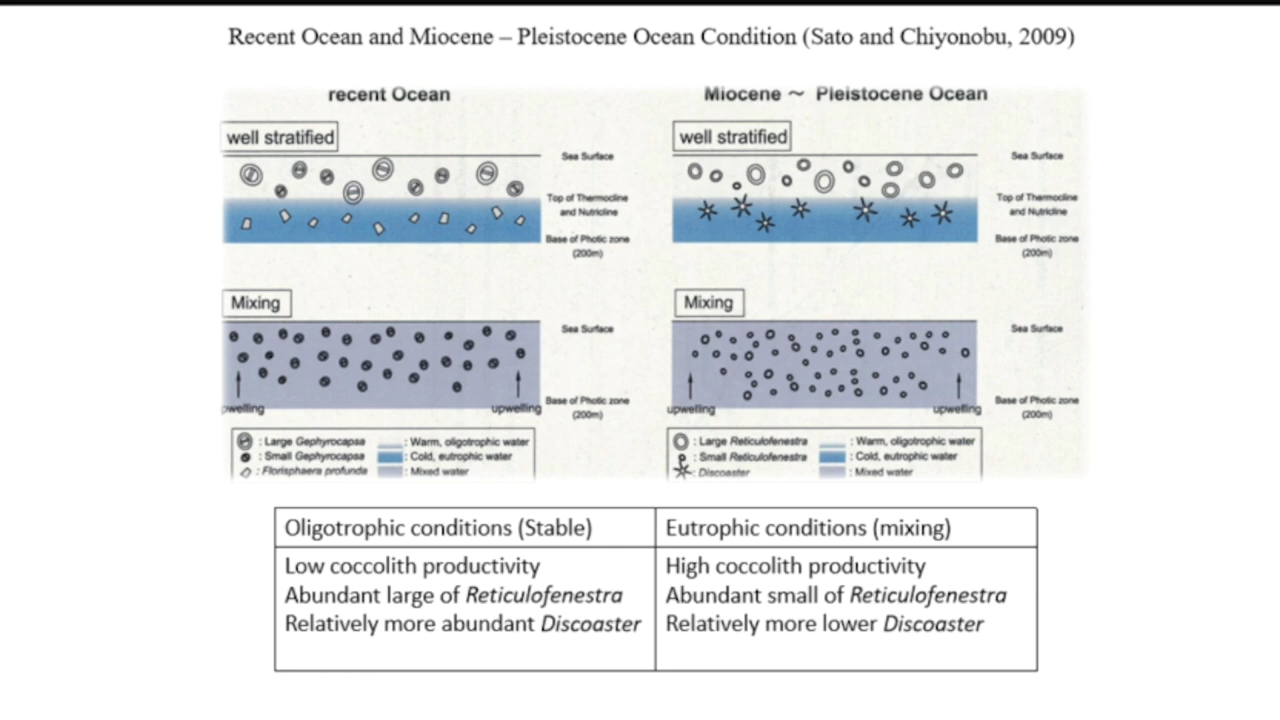 Recent Ocean and Miocene – Pleistocene Ocean Condition (Sato and Chiyonobu, 2009)
recent Ocean
well stratified
Sea Surface
Top of Thermocline
and Nutricline
Base of Photic zone
(200m)
Mixing
Sea Surface
Base of Photic zone
(200m)
pwelling
upwelling
: Large Gephyrocapsa
: Small Gephyrocapsa
: Florisphaera profunda
: Warm, oligotrophic water
: Cold, eutrophic water
: Mixed water
Miocene ~ Pleistocene Ocean
well stratified
Sea Surface
Top of Thermocline
and Nutricline
Base of Photic zone
(200m)
Mixing
Sea Surface
Base of Photic zone
(200m)
upwelling
upwelling
: Large Reticulofenestra
: Small Reticulofenestra
: Discoaster
: Warm, oligotrophic water
: Cold, eutrophic water
: Mixed water
Oligotrophic conditions (Stable)
Low coccolith productivity
Abundant large of Reticulofenestra
Relatively more abundant Discoaster
Eutrophic conditions (mixing)
High coccolith productivity
Abundant small of Reticulofenestra
Relatively more lower Discoaster